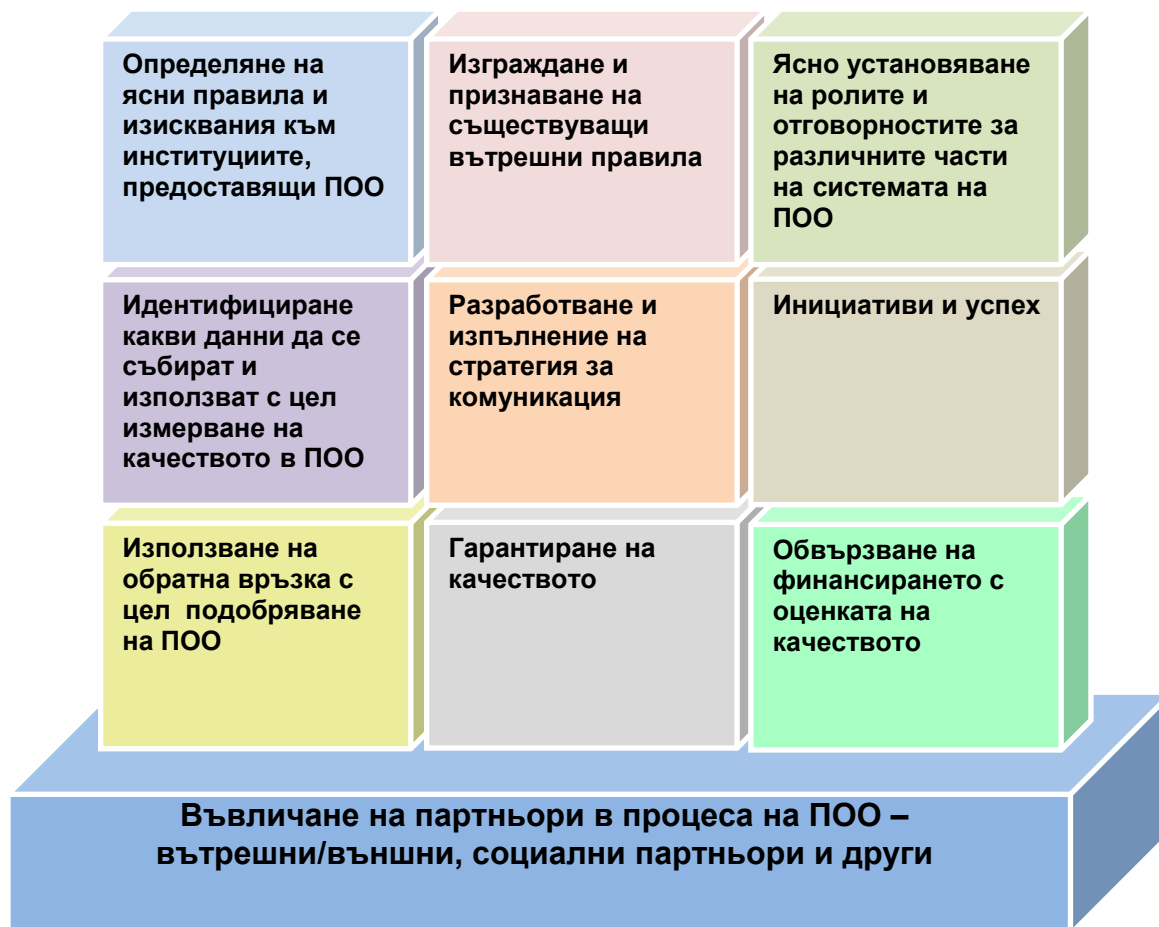 Определяне на
ясни правила и
изисквания към
институциите,
предоставящи ПОО
Изграждане и
признаване на
съществуващи
вътрешни правила
Ясно установяване
на ролите и
отговорностите за
различните части
на системата на
ПОО
Идентифициране
какви данни да се
събират и
използват с цел
измерване на
качеството в ПОО
Разработване и
изпълнение на
стратегия за
комуникация
Инициативи и успех
Използване на
обратна връзка с
цел подобряване
на ПОО
Гарантиране на
качеството
Обвързване на
финансирането с
оценката на
качеството
Въвличане на партньори в процеса на ПОО –
вътрешни/външни, социални партньори и други